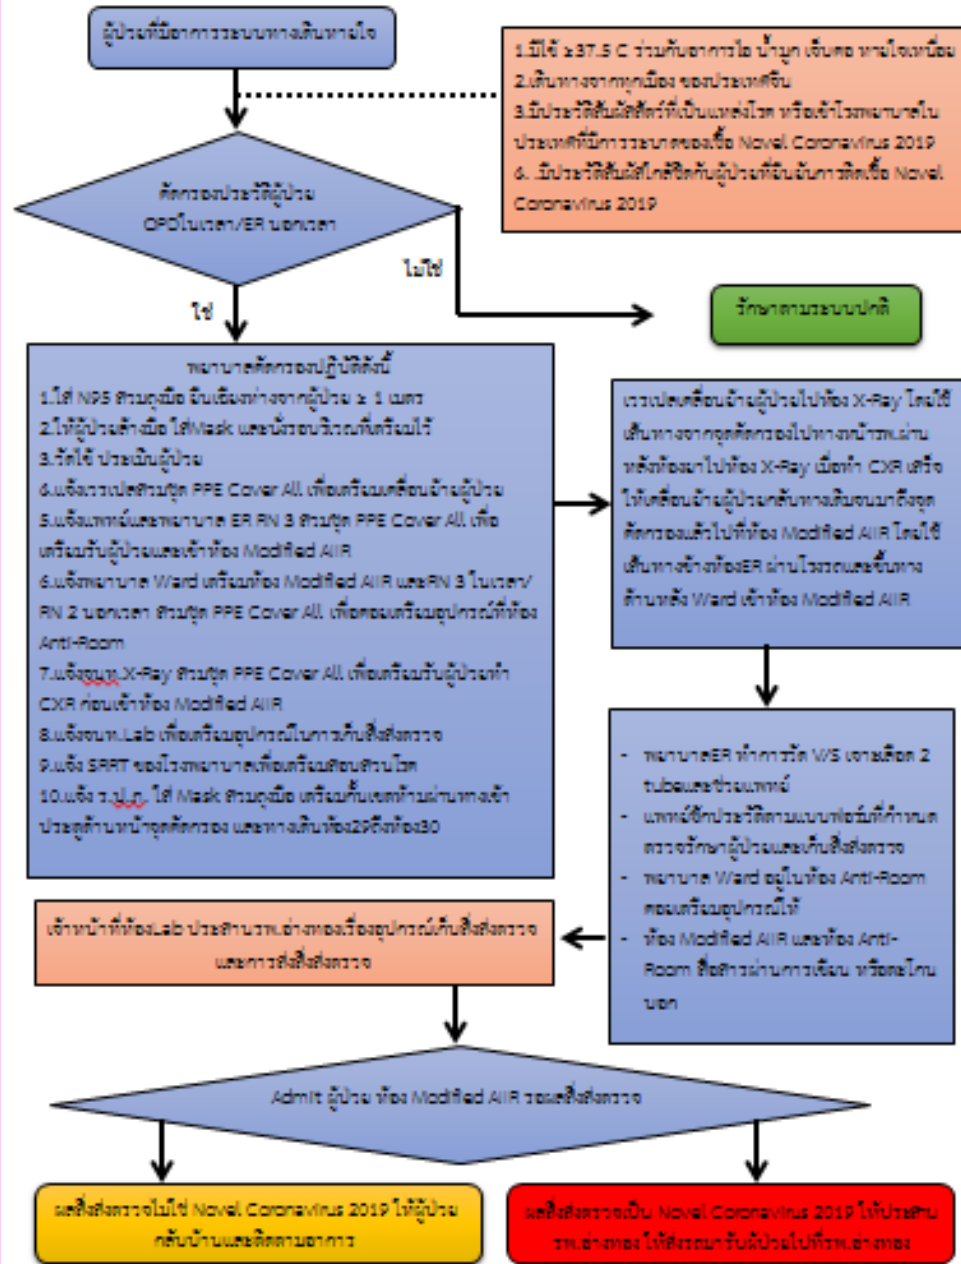 ผู้ป่วยที่มีอาการระบบทางเดินหายใจ
1.มีไข้ ≥37.5 C ร่วมกับอาการไอ น้ำมูก เจ็บคอ หายใจเหนื่อย
2.เดินทางจากทุกเมือง ของประเทศจีน
3.มีประวัติสัมผัสสัตว์ที่เป็นแหล่งโรค หรือเข้าโรงพยาบาลใน
ประเทศที่มีการระบาดของเชื้อ Novel Coronavirus 2019
6. .มีประวัติสัมผัสใกล้ชิดกับผู้ป่วยที่ยืนยันการติดเชื้อ Novel
Coronavirus 2019
คัดกรองประวัติผู้ป่วย
OPDในเวลา/ER นอกเวลา
ไม่ใช่
ใช่
รักษาตามระบบปกติ
พยาบาลคัดกรองปฏิบัติดังนี้
1.ใส่ N95 สวมถุงมือ ยืนเยื้องห่างจากผู้ป่วย ≥ 1 เมตร
2.ให้ผู้ป่วยล้างมือ ใส่Mask และนั่งรอบริเวณที่เตรียมไว้
3.วัดไข้ ประเมินผู้ป่วย
6.แจ้งเวรเปลสวมชุด PPE Cover All เพื่อเตรียมเคลื่อนย้ายผู้ป่วย
5.แจ้งแพทย์และพยาบาล ER RN 3 สวมชุด PPE Cover All เพื่อ
เตรียมรับผู้ป่วยและเข้าห้อง Modified AIIR
6.แจ้งพยาบาล Ward เตรียมห้อง Modified AIIR และRN 3 ในเวลา/
RN 2 นอกเวลา สวมชุด PPE Cover All เพื่อคอยเตรียมอุปกรณ์ที่ห้อง
Anti-Room
7.แจ้งจนท.X-Ray สวมชุด PPE Cover All เพื่อเตรียมรับผู้ป่วยทำ
CXR ก่อนเข้าห้อง Modified AIIR
8.แจ้งจนท.Lab เพื่อเตรียมอุปกรณ์ในการเก็บสิ่งส่งตรวจ
9.แจ้ง SRRT ของโรงพยาบาลเพื่อเตรียมสอบสวนโรค
10.แจ้ง ร.ป.ภ. ใส่ Mask สวมถุงมือ เตรียมกั้นเขตห้ามผ่านทางเข้า
ประตูด้านหน้าจุดคัดกรอง และทางเดินห้อง29ถึงห้อง30
เวรเปลเคลื่อนย้ายผู้ป่วยไปห้อง X-Ray โดยใช้
เส้นทางจากจุดคัดกรองไปทางหน้ารพ.ผ่าน
หลังห้องยาไปห้อง X-Ray เมื่อทำ CXR เสร็จ
ให้เคลื่อนย้ายผู้ป่วยกลับทางเดิมจนมาถึงจุด
คัดกรองแล้วไปที่ห้อง Modified AIIR โดยใช้
เส้นทางข้างห้องER ผ่านโรงรถและขึ้นทาง
ด้านหลัง Ward เข้าห้อง Modified AIIR
- พยาบาลER ทำการวัด V/S เจาะเลือด 2
tubeและช่วยแพทย์
- แพทย์ซักประวัติตามแบบฟอร์มที่กำหนด
ตรวจรักษาผู้ป่วยและเก็บสิ่งส่งตรวจ
- พยาบาล Ward อยู่ในห้อง Anti-Room
คอยเตรียมอุปกรณ์ให้
- ห้อง Modified AIIR และห้อง Anti-
Room สื่อสารผ่านการเขียน หรือตะโกน
บอก
เจ้าหน้าที่ห้องLab ประสานรพ.อ่างทองเรื่องอุปกรณ์เก็บสิ่งส่งตรวจ
และการส่งสิ่งส่งตรวจ
Admit ผู้ป่วย ห้อง Modified AIIR รอผลสิ่งส่งตรวจ
ผลสิ่งส่งตรวจไม่ใช่ Novel Coronavirus 2019 ให้ผู้ป่วย
กลับบ้านและติดตามอาการ
ผลสิ่งส่งตรวจเป็น Novel Coronavirus 2019 ให้ประสาน
รพ.อ่างทอง ให้ส่งรถมารับผู้ป่วยไปที่รพ.อ่างทอง